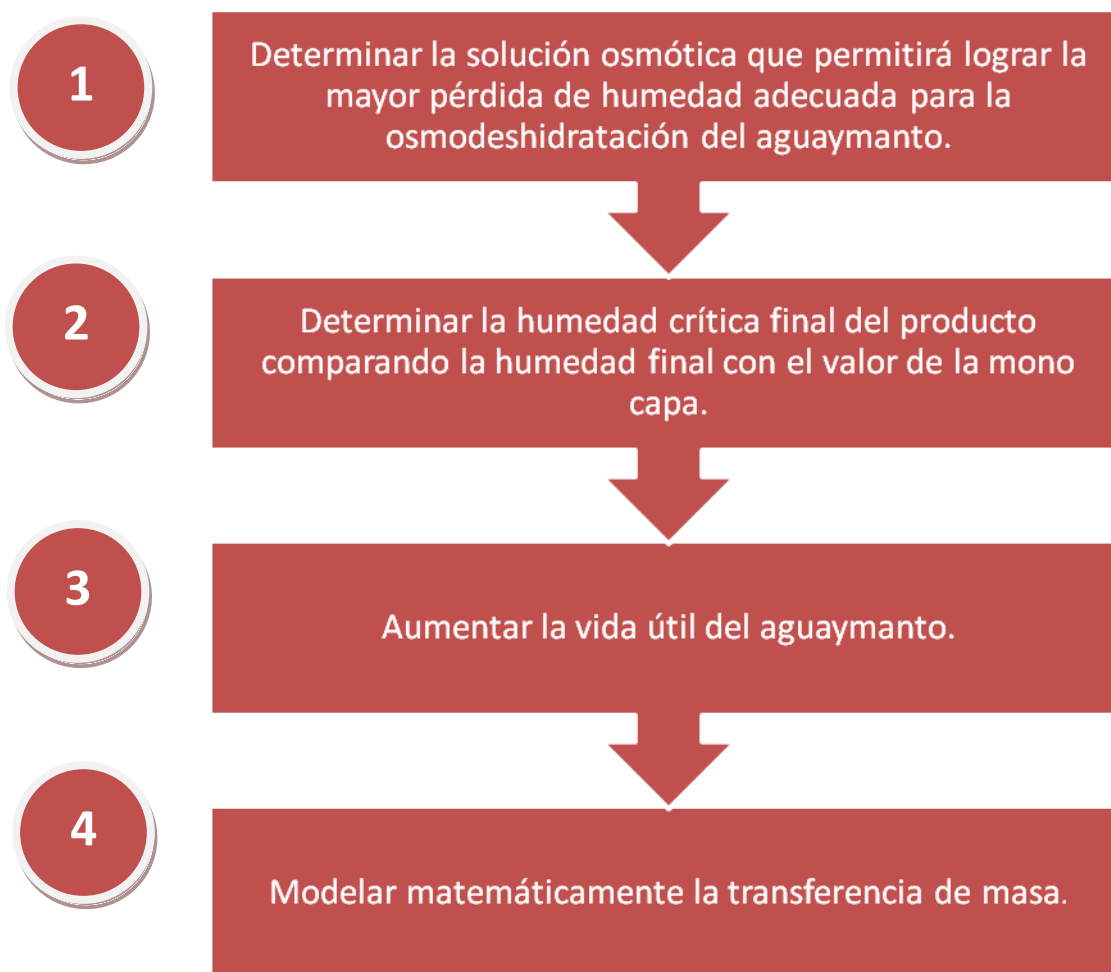 1
Determinar la solución osmótica que permitirá lograr la
mayor pérdida de humedad adecuada para la
osmodeshidratación del aguaymanto.
2
Determinar la humedad crítica final del producto
comparando la humedad final con el valor de la mono
capa.
3
Aumentar la vida útil del aguaymanto.
4
Modelar matemáticamente la transferencia de masa.